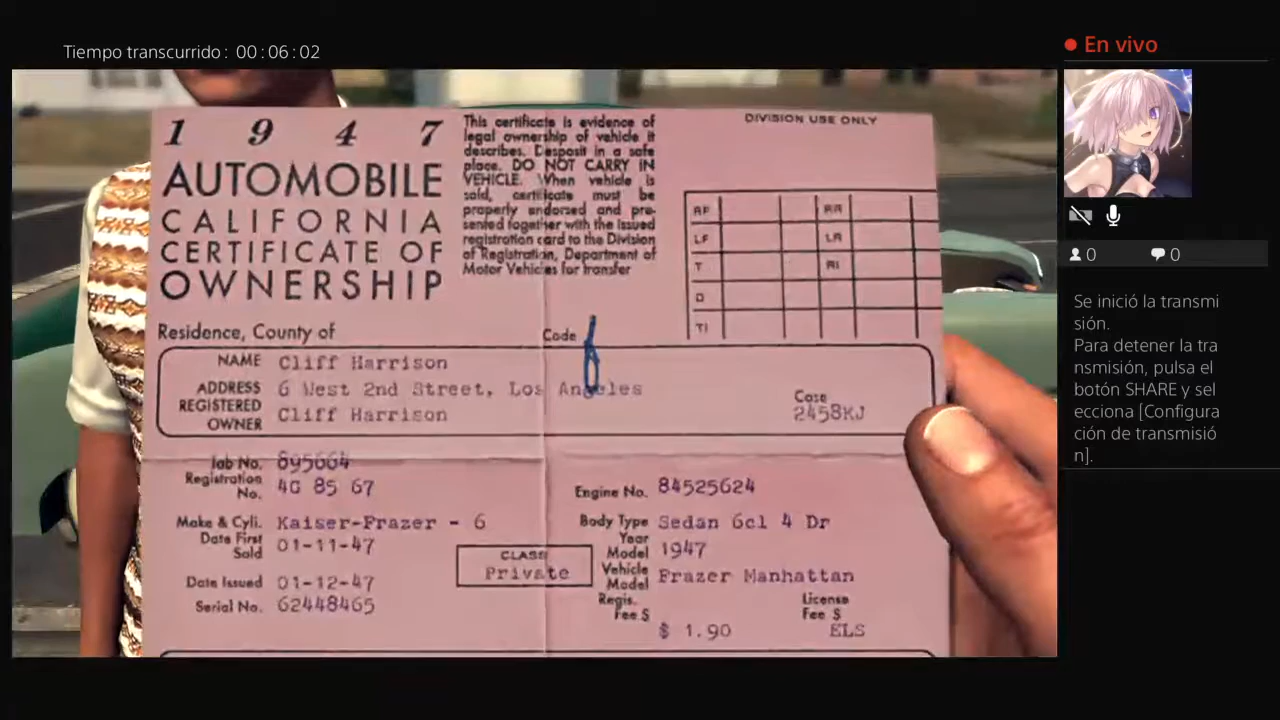 Tiempo transcurrido : 00:06:02
En vivo
0 0
Se inició la transmi
sión.
Para detener la tra
nsmisión, pulsa el
botón SHARE y sel
ecciona [Configura
ción de transmisió
n].
1 9 4 7
AUTOMOBILE
CALIFORNIA
CERTIFICATE OF
OWNERSHIP
This certificate is evidence of
legal ownership of vehicle it
describes. Desposit in a safe
place. DO NOT CARRY IN
VEHICLE. When vehicle is
sold, certificate must be
properly endorsed and pre-
sented together with the issued
registration card to the Division
of Registration, Department of
Motor Vehicles for transfer
DIVISION USE ONLY
RF RR
LF LR
T RI
D
TI
Residence, County of Code
NAME Cliff Harrison
ADDRESS 6 West 2nd Street, Los Angeles
REGISTERED OWNER Cliff Harrison
Case
2458KJ
Tab No. 895664
Registration No. 4G 85 67
Engine No. 84525624
Make & Cyli. Kaiser-Frazer - 6
Body Type Sedan 6cl 4 Dr
Date First Sold 01-11-47
CLASS
Private
Year Model 1947
Date Issued 01-12-47
Vehicle Model Frazer Manhattan
Serial No. 62448465
Regis. Fee $
$ 1.90
License Fee $
ELS